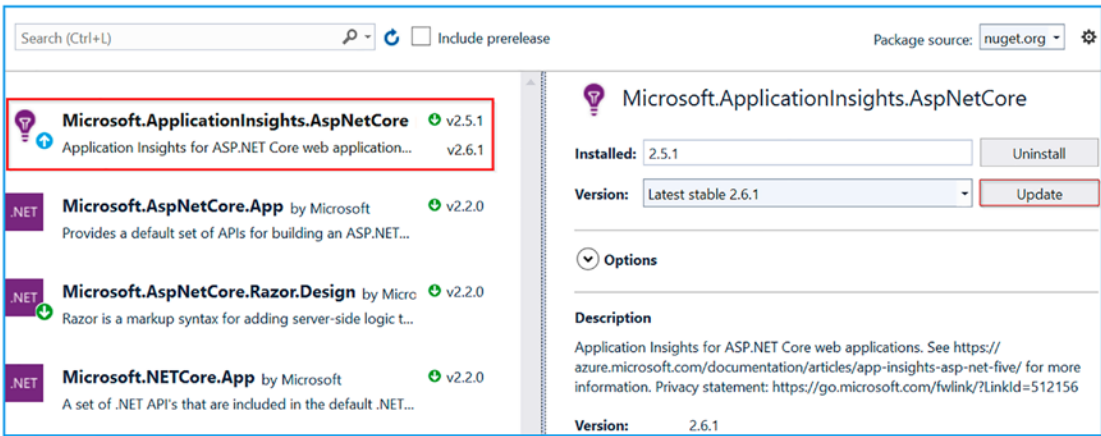 Search (Ctrl+L)
Include prerelease
Package source: nuget.org
Microsoft.ApplicationInsights.AspNetCore v2.5.1
Application Insights for ASP.NET Core web application... v2.6.1
.NET
Microsoft.AspNetCore.App by Microsoft v2.2.0
Provides a default set of APIs for building an ASP.NET...
.NET
Microsoft.AspNetCore.Razor.Design by Micro v2.2.0
Razor is a markup syntax for adding server-side logic t...
.NET
Microsoft.NETCore.App by Microsoft v2.2.0
A set of .NET API's that are included in the default .NET...
Microsoft.ApplicationInsights.AspNetCore
Installed: 2.5.1 Uninstall
Version: Latest stable 2.6.1 Update
Options
Description
Application Insights for ASP.NET Core web applications. See https://
azure.microsoft.com/documentation/articles/app-insights-asp-net-five/ for more
information. Privacy statement: https://go.microsoft.com/fwlink/?LinkId=512156
Version: 2.6.1